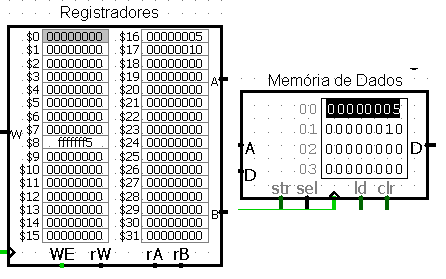 Registradores
$0 00000000 $16 00000005
$1 00000000 $17 00000010
$2 00000000 $18 00000000
$3 00000000 $19 00000000
$4 00000000 $20 00000000
$5 00000000 $21 00000000
$6 00000000 $22 00000000
$7 00000000 $23 00000000
$8 fffffff5 $24 00000000
$9 00000000 $25 00000000
$10 00000000 $26 00000000
$11 00000000 $27 00000000
$12 00000000 $28 00000000
$13 00000000 $29 00000000
$14 00000000 $30 00000000
$15 00000000 $31 00000000
W
A
B
WE rW rA rB
Memória de Dados
00 00000005
01 00000010
02 00000000
03 00000000
A
D
D
str sel ld clr